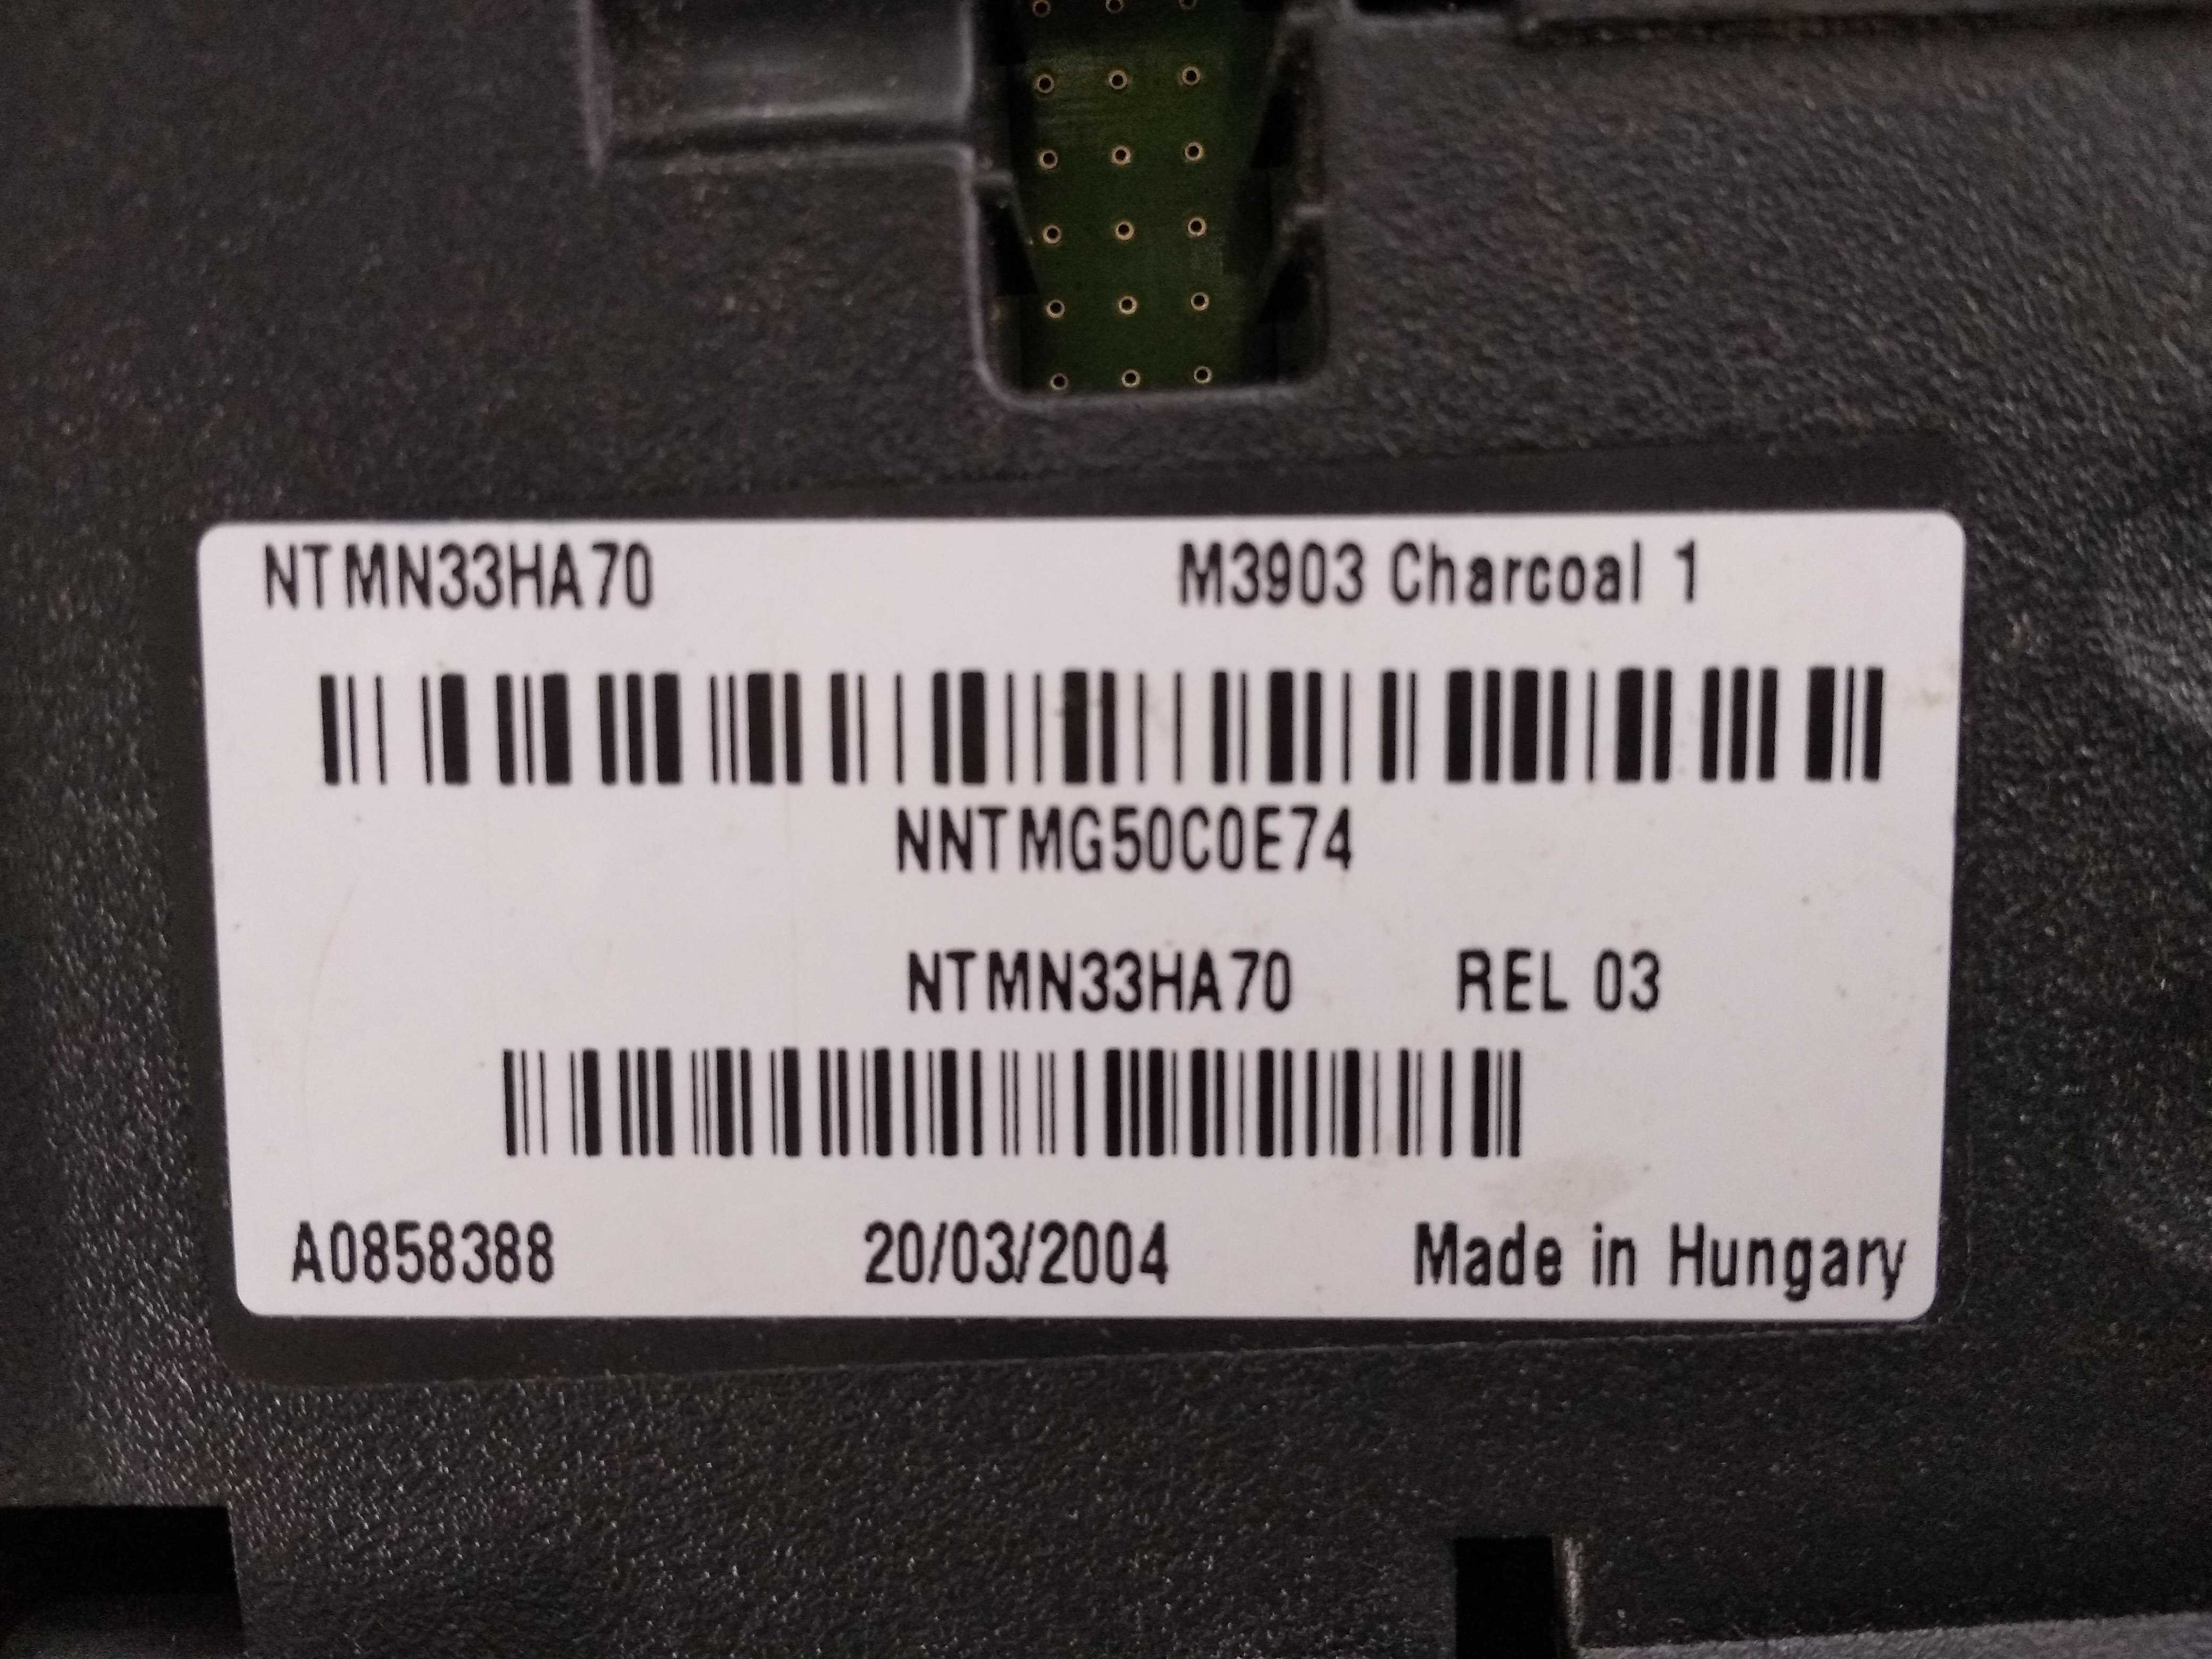 NTMN33HA70 M3903 Charcoal 1
NNTMG50C0E74
NTMN33HA70 REL 03
A0858388 20/03/2004 Made in Hungary